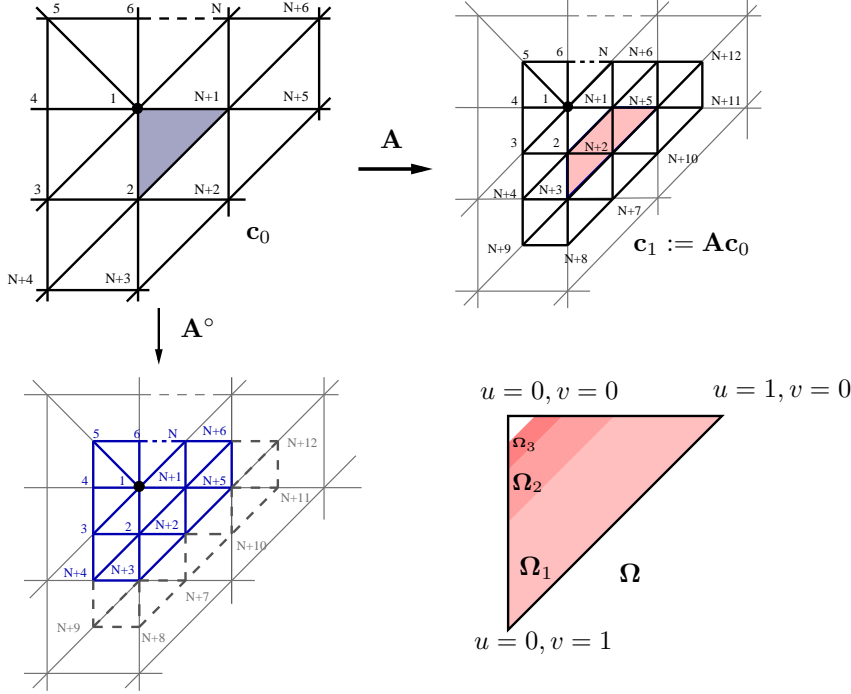 5 6 N N+6
4 1 N+1 N+5
3 2 N+2
N+4 N+3
c₀
A
5 6 N N+6 N+12
4 1 N+1 N+5 N+11
3 2 N+2 N+10
N+4 N+3 N+7
N+9 N+8
c₁ := Ac₀
A°
5 6 N N+6 N+12
4 1 N+1 N+5 N+11
3 2 N+2 N+10
N+4 N+3 N+7
N+9 N+8
u = 0, v = 0 u = 1, v = 0
Ω₃
Ω₂
Ω₁ Ω
u = 0, v = 1